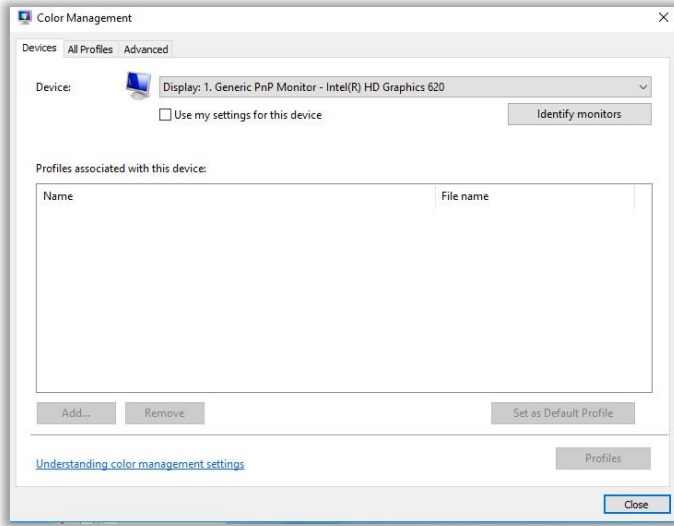 Color Management
Devices All Profiles Advanced
Device: Display: 1. Generic PnP Monitor - Intel(R) HD Graphics 620
Use my settings for this device Identify monitors
Profiles associated with this device:
Name File name
Add... Remove Set as Default Profile
Understanding color management settings Profiles
Close